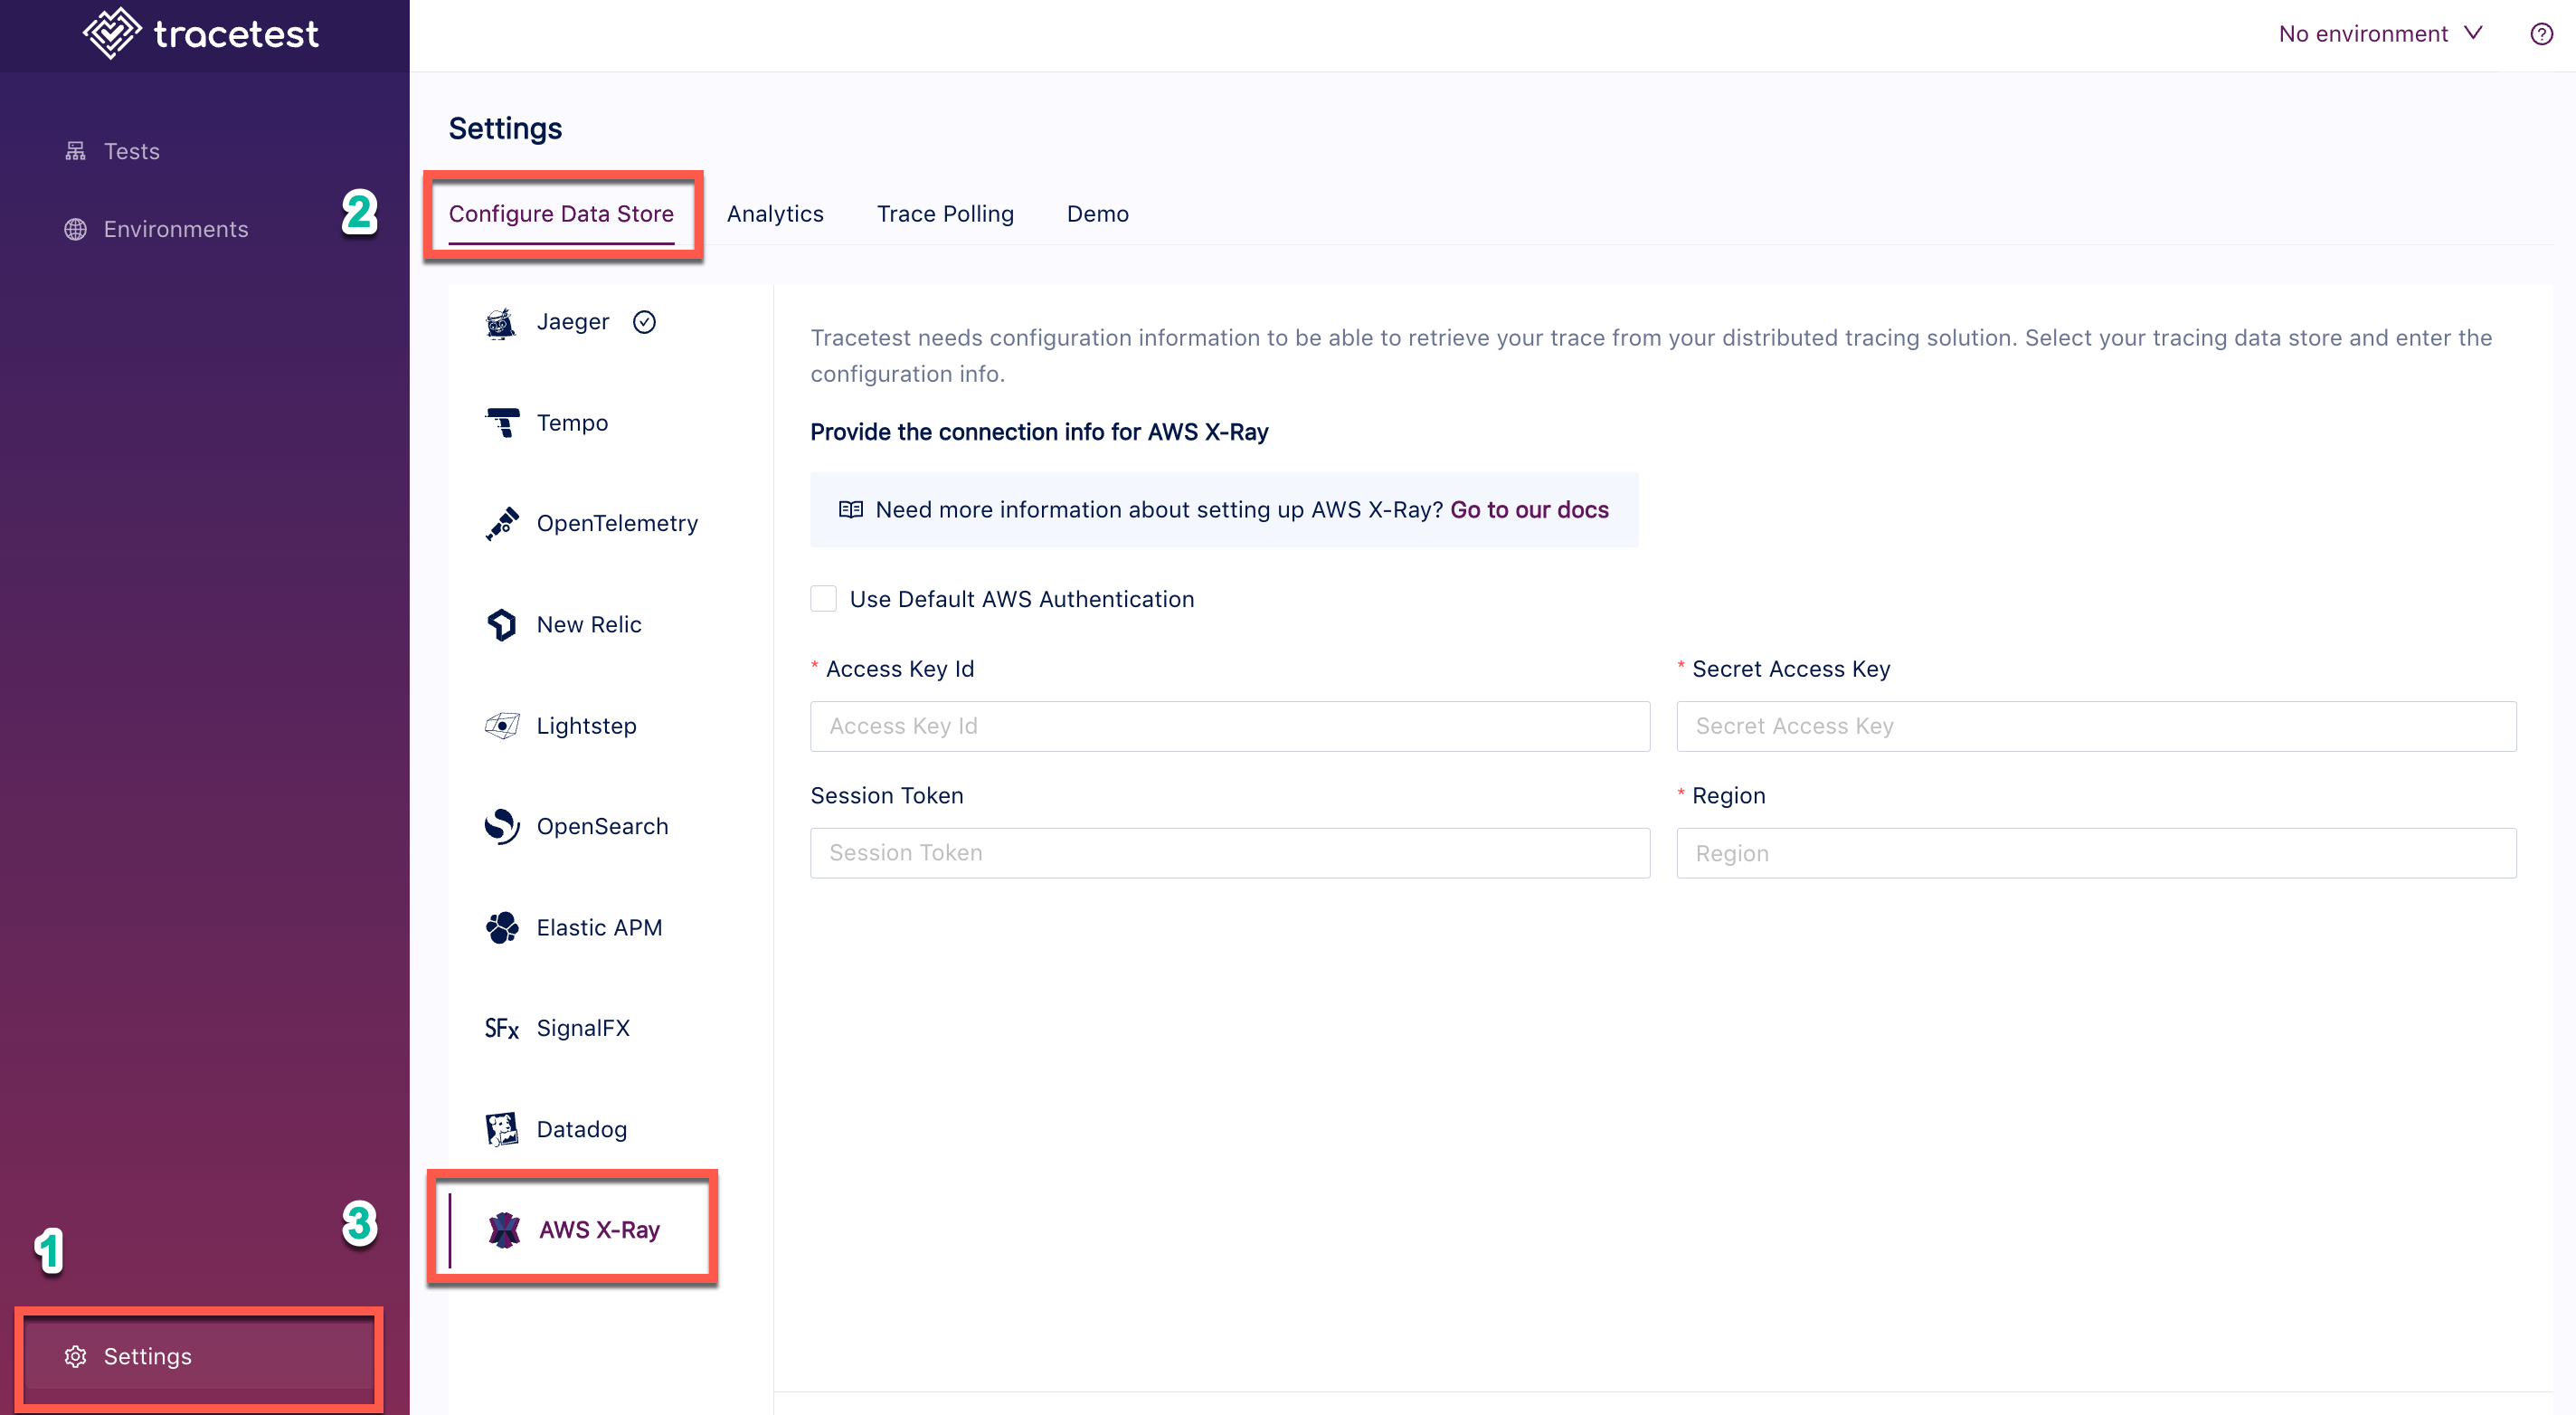 tracetest
No environment
Tests
Environments
2
Settings
Configure Data Store
Analytics
Trace Polling
Demo
Jaeger
Tempo
OpenTelemetry
New Relic
Lightstep
OpenSearch
Elastic APM
SFx SignalFX
Datadog
3
AWS X-Ray
1
Settings
Tracetest needs configuration information to be able to retrieve your trace from your distributed tracing solution. Select your tracing data store and enter the
configuration info.
Provide the connection info for AWS X-Ray
Need more information about setting up AWS X-Ray? Go to our docs
Use Default AWS Authentication
* Access Key Id
Access Key Id
* Secret Access Key
Secret Access Key
Session Token
Session Token
* Region
Region